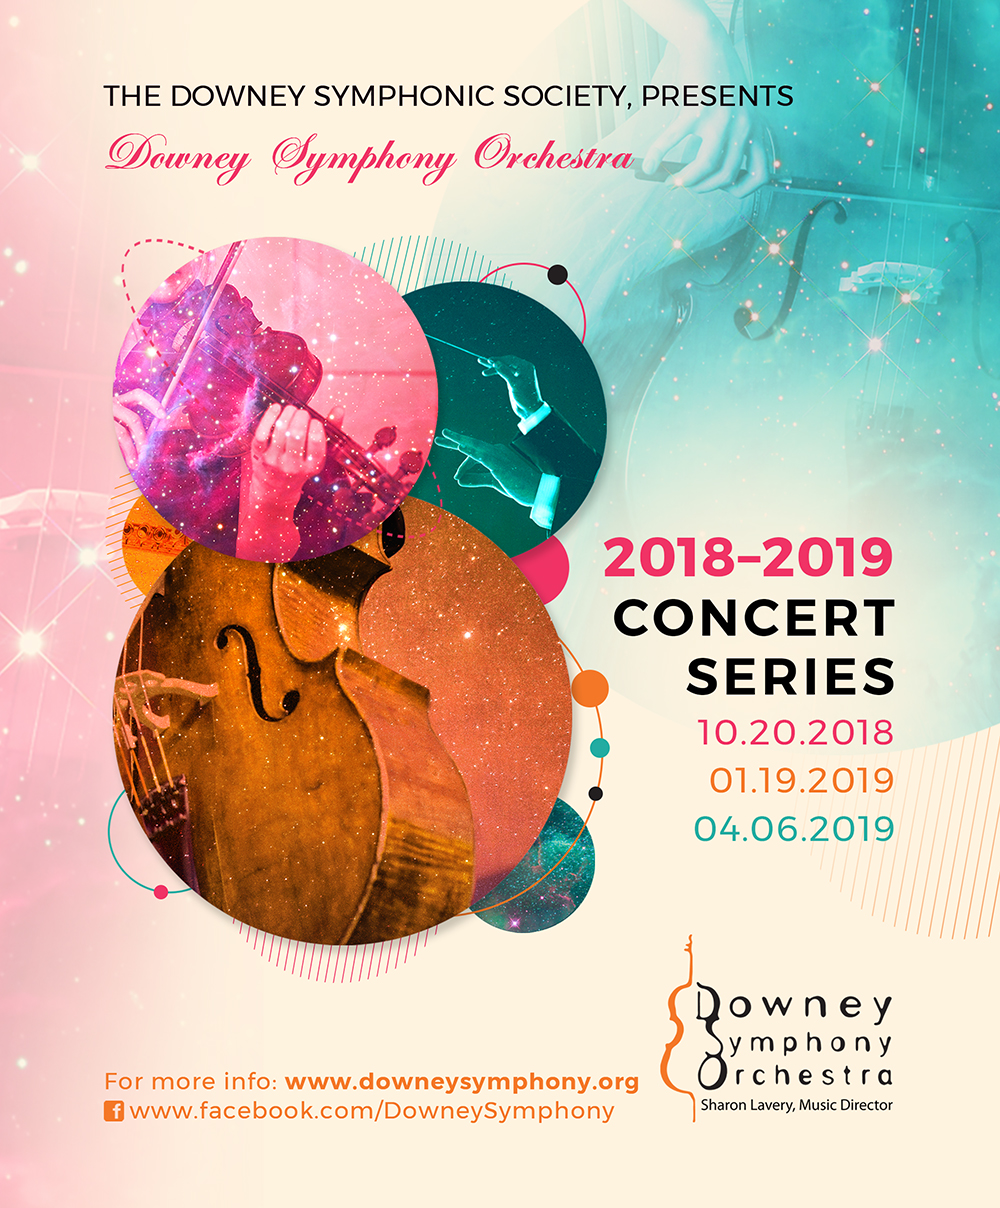 THE DOWNEY SYMPHONIC SOCIETY, PRESENTS
Downey Symphony Orchestra
2018-2019
CONCERT
SERIES
10.20.2018
01.19.2019
04.06.2019
Downey
Symphony
Orchestra
Sharon Lavery, Music Director
For more info: www.downeysymphony.org
www.facebook.com/DowneySymphony